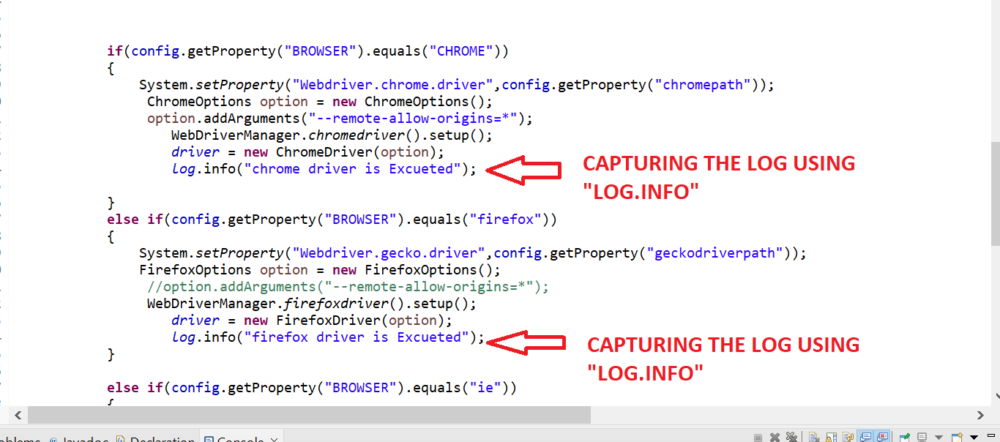 if(config.getProperty("BROWSER").equals("CHROME"))
{
System.setProperty("Webdriver.chrome.driver",config.getProperty("chromepath"));
ChromeOptions option = new ChromeOptions();
option.addArguments("--remote-allow-origins=*");
WebDriverManager.chromedriver().setup();
driver = new ChromeDriver(option);
log.info("chrome driver is Excueted");
CAPTURING THE LOG USING
"LOG.INFO"
}
else if(config.getProperty("BROWSER").equals("firefox"))
{
System.setProperty("Webdriver.gecko.driver",config.getProperty("geckodriverpath"));
FirefoxOptions option = new FirefoxOptions();
//option.addArguments("--remote-allow-origins=*");
WebDriverManager.firefoxdriver().setup();
driver = new FirefoxDriver(option);
log.info("firefox driver is Excueted");
CAPTURING THE LOG USING
"LOG.INFO"
}
else if(config.getProperty("BROWSER").equals("ie"))
{
Javadoc Declaration Console